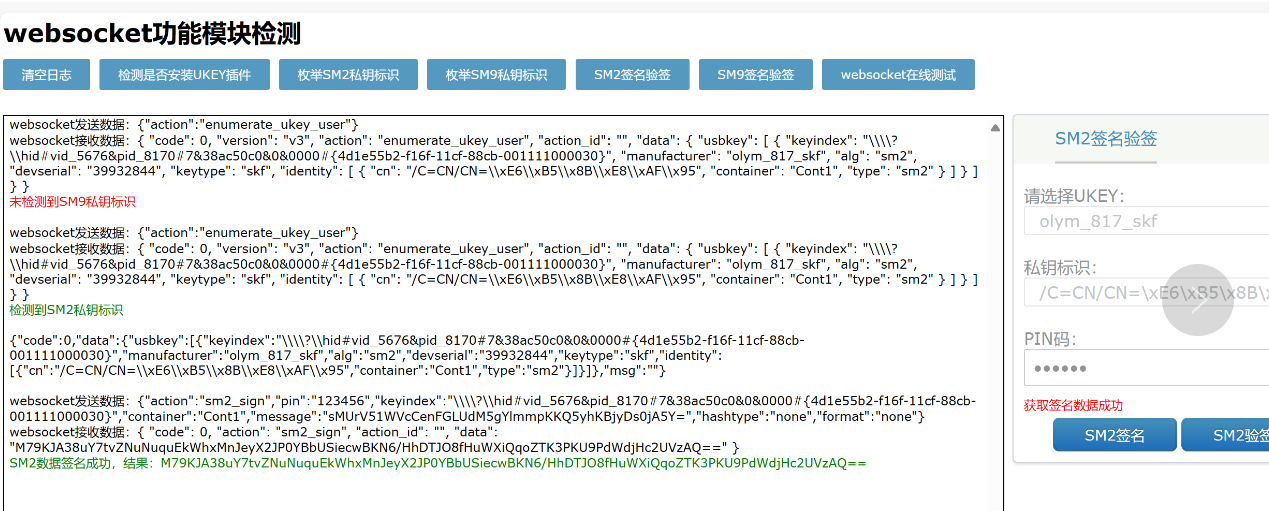 websocket功能模块检测
清空日志
检测是否安装UKEY插件
枚举SM2私钥标识
枚举SM9私钥标识
SM2签名验签
SM9签名验签
websocket在线测试
websocket发送数据：{"action":"enumerate_ukey_user"}
websocket接收数据：{ "code": 0, "version": "v3", "action": "enumerate_ukey_user", "action_id": "", "data": { "usbkey": [ { "keyindex": "\\\\?
\\hid#vid_5676&pid_8170#7&38ac50c0&0&0000#{4d1e55b2-f16f-11cf-88cb-001111000030}", "manufacturer": "olym_817_skf", "alg": "sm2",
"devserial": "39932844", "keytype": "skf", "identity": [ { "cn": "/C=CN/CN=\\xE6\\xB5\\x8B\\xE8\\xAF\\x95", "container": "Cont1", "type": "sm2" } ] } ]
} }
未检测到SM9私钥标识
websocket发送数据：{"action":"enumerate_ukey_user"}
websocket接收数据：{ "code": 0, "version": "v3", "action": "enumerate_ukey_user", "action_id": "", "data": { "usbkey": [ { "keyindex": "\\\\?
\\hid#vid_5676&pid_8170#7&38ac50c0&0&0000#{4d1e55b2-f16f-11cf-88cb-001111000030}", "manufacturer": "olym_817_skf", "alg": "sm2",
"devserial": "39932844", "keytype": "skf", "identity": [ { "cn": "/C=CN/CN=\\xE6\\xB5\\x8B\\xE8\\xAF\\x95", "container": "Cont1", "type": "sm2" } ] } ]
} }
检测到SM2私钥标识
{"code":0,"data":{"usbkey":[{"keyindex":"\\\\?\\hid#vid_5676&pid_8170#7&38ac50c0&0&0000#{4d1e55b2-f16f-11cf-88cb-
001111000030}","manufacturer":"olym_817_skf","alg":"sm2","devserial":"39932844","keytype":"skf","identity":
[{"cn":"/C=CN/CN=\\xE6\\xB5\\x8B\\xE8\\xAF\\x95","container":"Cont1","type":"sm2"}]}]},"msg":""}
websocket发送数据：{"action":"sm2_sign","pin":"123456","keyindex":"\\\\?\\hid#vid_5676&pid_8170#7&38ac50c0&0&0000#{4d1e55b2-f16f-11cf-88cb-
001111000030}","container":"Cont1","message":"sMUrV51WVcCenFGLUdM5gYlmmpKKQ5yhKBjyDs0jA5Y=","hashtype":"none","format":"none"}
websocket接收数据：{ "code": 0, "action": "sm2_sign", "action_id": "", "data":
"M79KJA38uY7tvZNuNuquEkWhxMnJeyX2JP0YBbUSiecwBKN6/HhDTJO8fHuWXiQqoZTK3PKU9PdWdjHc2UVzAQ==" }
SM2数据签名成功，结果：M79KJA38uY7tvZNuNuquEkWhxMnJeyX2JP0YBbUSiecwBKN6/HhDTJO8fHuWXiQqoZTK3PKU9PdWdjHc2UVzAQ==
SM2签名验签
请选择UKEY：
olym_817_skf
私钥标识：
/C=CN/CN=\xE6\xB5\x8B\x
PIN码：
••••••
获取签名数据成功
SM2签名
SM2验签